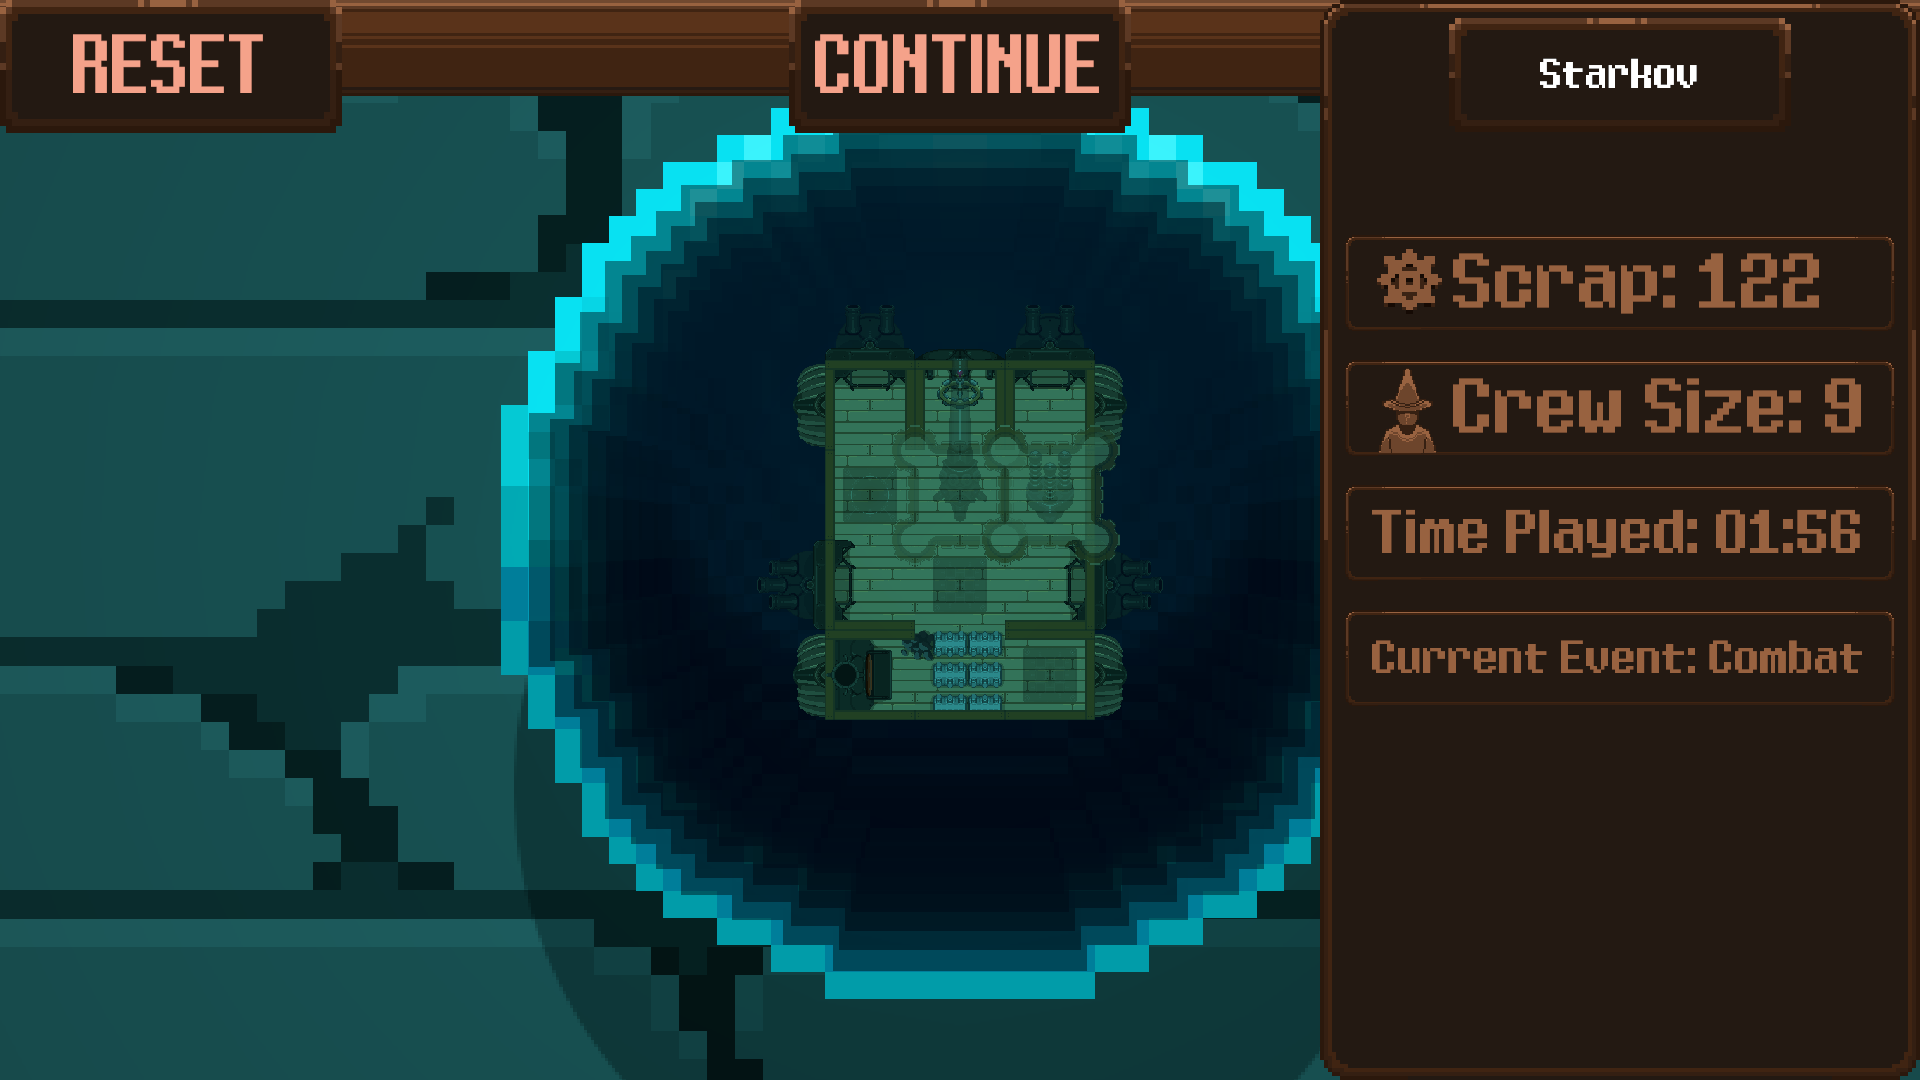 RESET
CONTINUE
Starkov
Scrap: 122
Crew Size: 9
Time Played: 01:56
Current Event: Combat